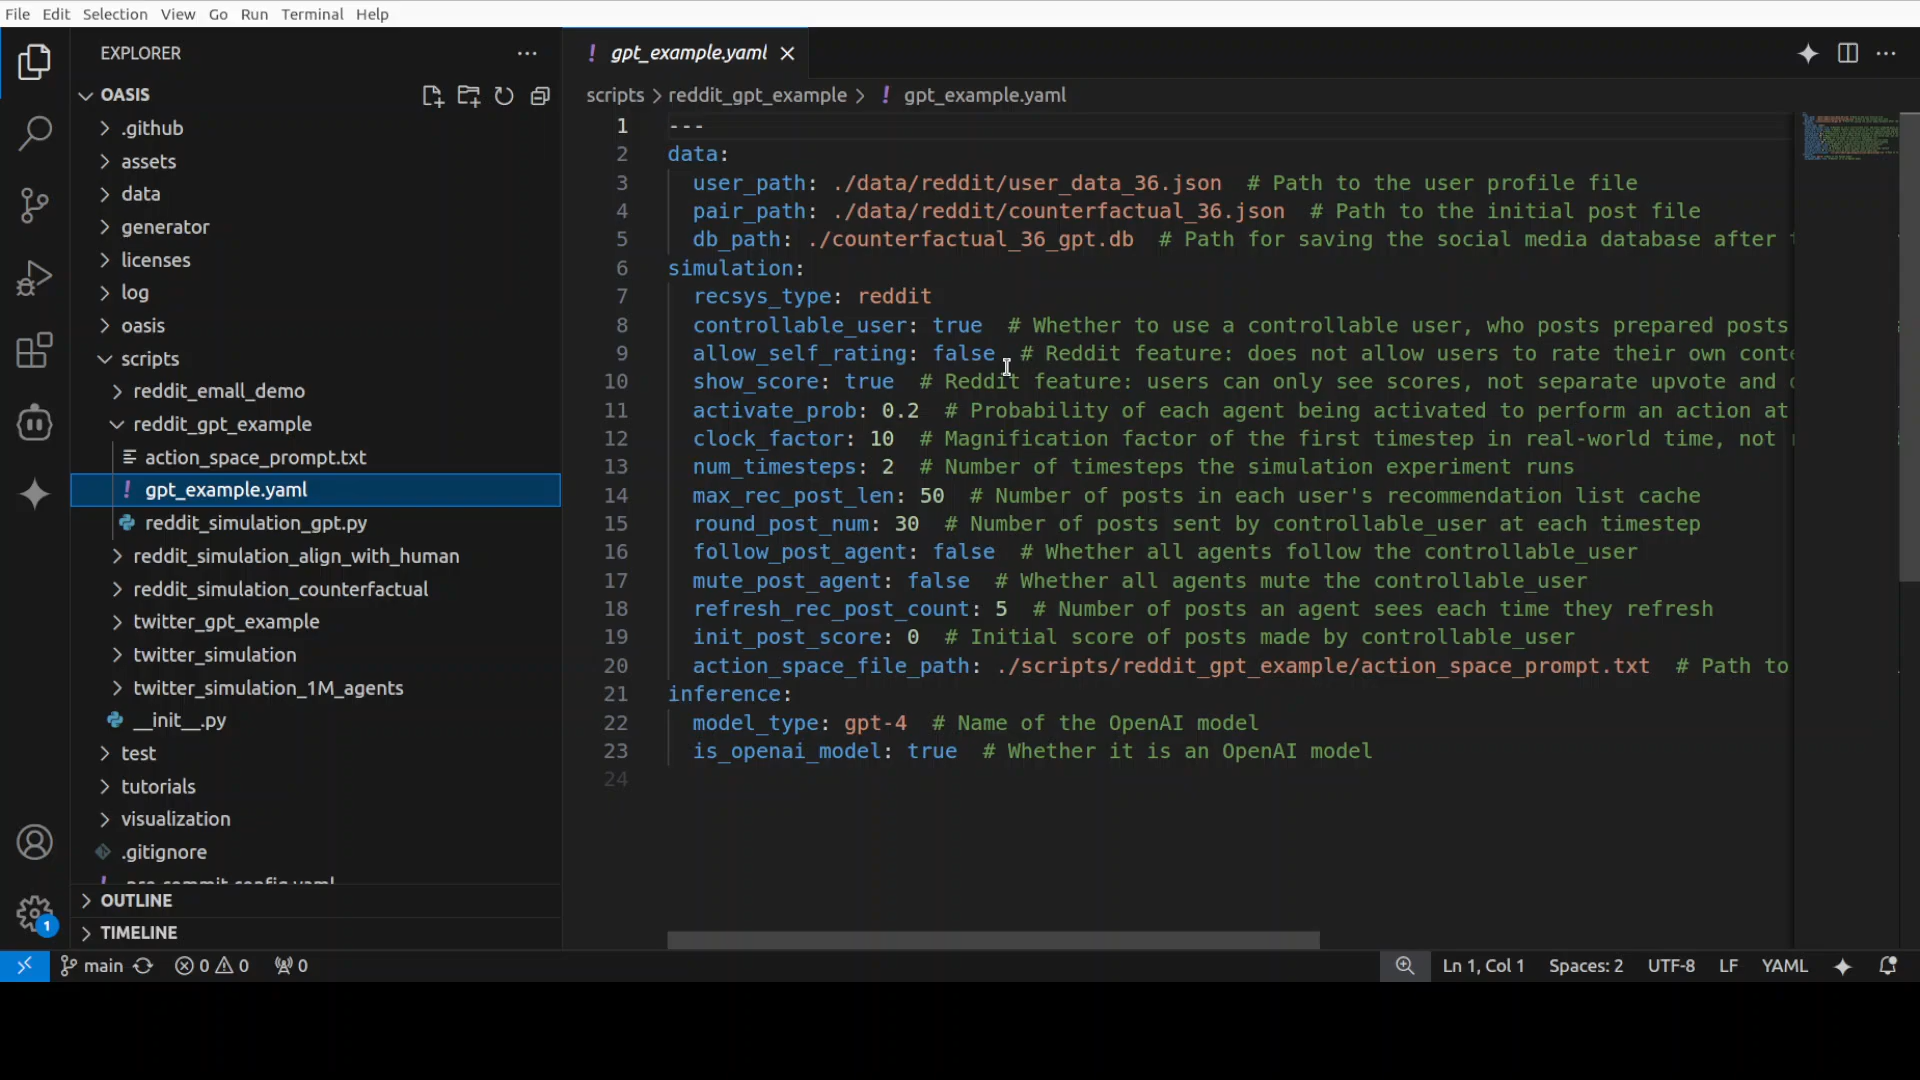 File Edit Selection View Go Run Terminal Help
EXPLORER
OASIS
.github
assets
data
generator
licenses
log
oasis
scripts
reddit_emall_demo
reddit_gpt_example
action_space_prompt.txt
! gpt_example.yaml
reddit_simulation_gpt.py
reddit_simulation_align_with_human
reddit_simulation_counterfactual
twitter_gpt_example
twitter_simulation
twitter_simulation_1M_agents
__init__.py
test
tutorials
visualization
.gitignore
OUTLINE
TIMELINE
! gpt_example.yaml
scripts > reddit_gpt_example > ! gpt_example.yaml
1 ---
2 data:
3 user_path: ./data/reddit/user_data_36.json # Path to the user profile file
4 pair_path: ./data/reddit/counterfactual_36.json # Path to the initial post file
5 db_path: ./counterfactual_36_gpt.db # Path for saving the social media database after
6 simulation:
7 recsys_type: reddit
8 controllable_user: true # Whether to use a controllable user, who posts prepared posts
9 allow_self_rating: false # Reddit feature: does not allow users to rate their own conte
10 show_score: true # Reddit feature: users can only see scores, not separate upvote and
11 activate_prob: 0.2 # Probability of each agent being activated to perform an action at
12 clock_factor: 10 # Magnification factor of the first timestep in real-world time, not
13 num_timesteps: 2 # Number of timesteps the simulation experiment runs
14 max_rec_post_len: 50 # Number of posts in each user's recommendation list cache
15 round_post_num: 30 # Number of posts sent by controllable_user at each timestep
16 follow_post_agent: false # Whether all agents follow the controllable_user
17 mute_post_agent: false # Whether all agents mute the controllable_user
18 refresh_rec_post_count: 5 # Number of posts an agent sees each time they refresh
19 init_post_score: 0 # Initial score of posts made by controllable_user
20 action_space_file_path: ./scripts/reddit_gpt_example/action_space_prompt.txt # Path to
21 inference:
22 model_type: gpt-4 # Name of the OpenAI model
23 is_openai_model: true # Whether it is an OpenAI model
24
1
main 0 0 0 Ln 1, Col 1 Spaces: 2 UTF-8 LF YAML